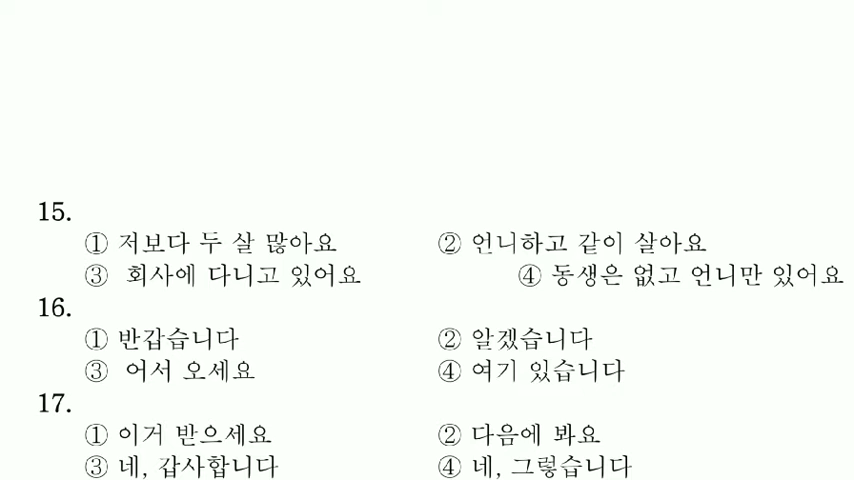 15.
① 저보다 두 살 많아요 ② 언니하고 같이 살아요
③ 회사에 다니고 있어요 ④ 동생은 없고 언니만 있어요
16.
① 반갑습니다 ② 알겠습니다
③ 어서 오세요 ④ 여기 있습니다
17.
① 이거 받으세요 ② 다음에 봐요
③ 네, 갑사합니다 ④ 네, 그렇습니다